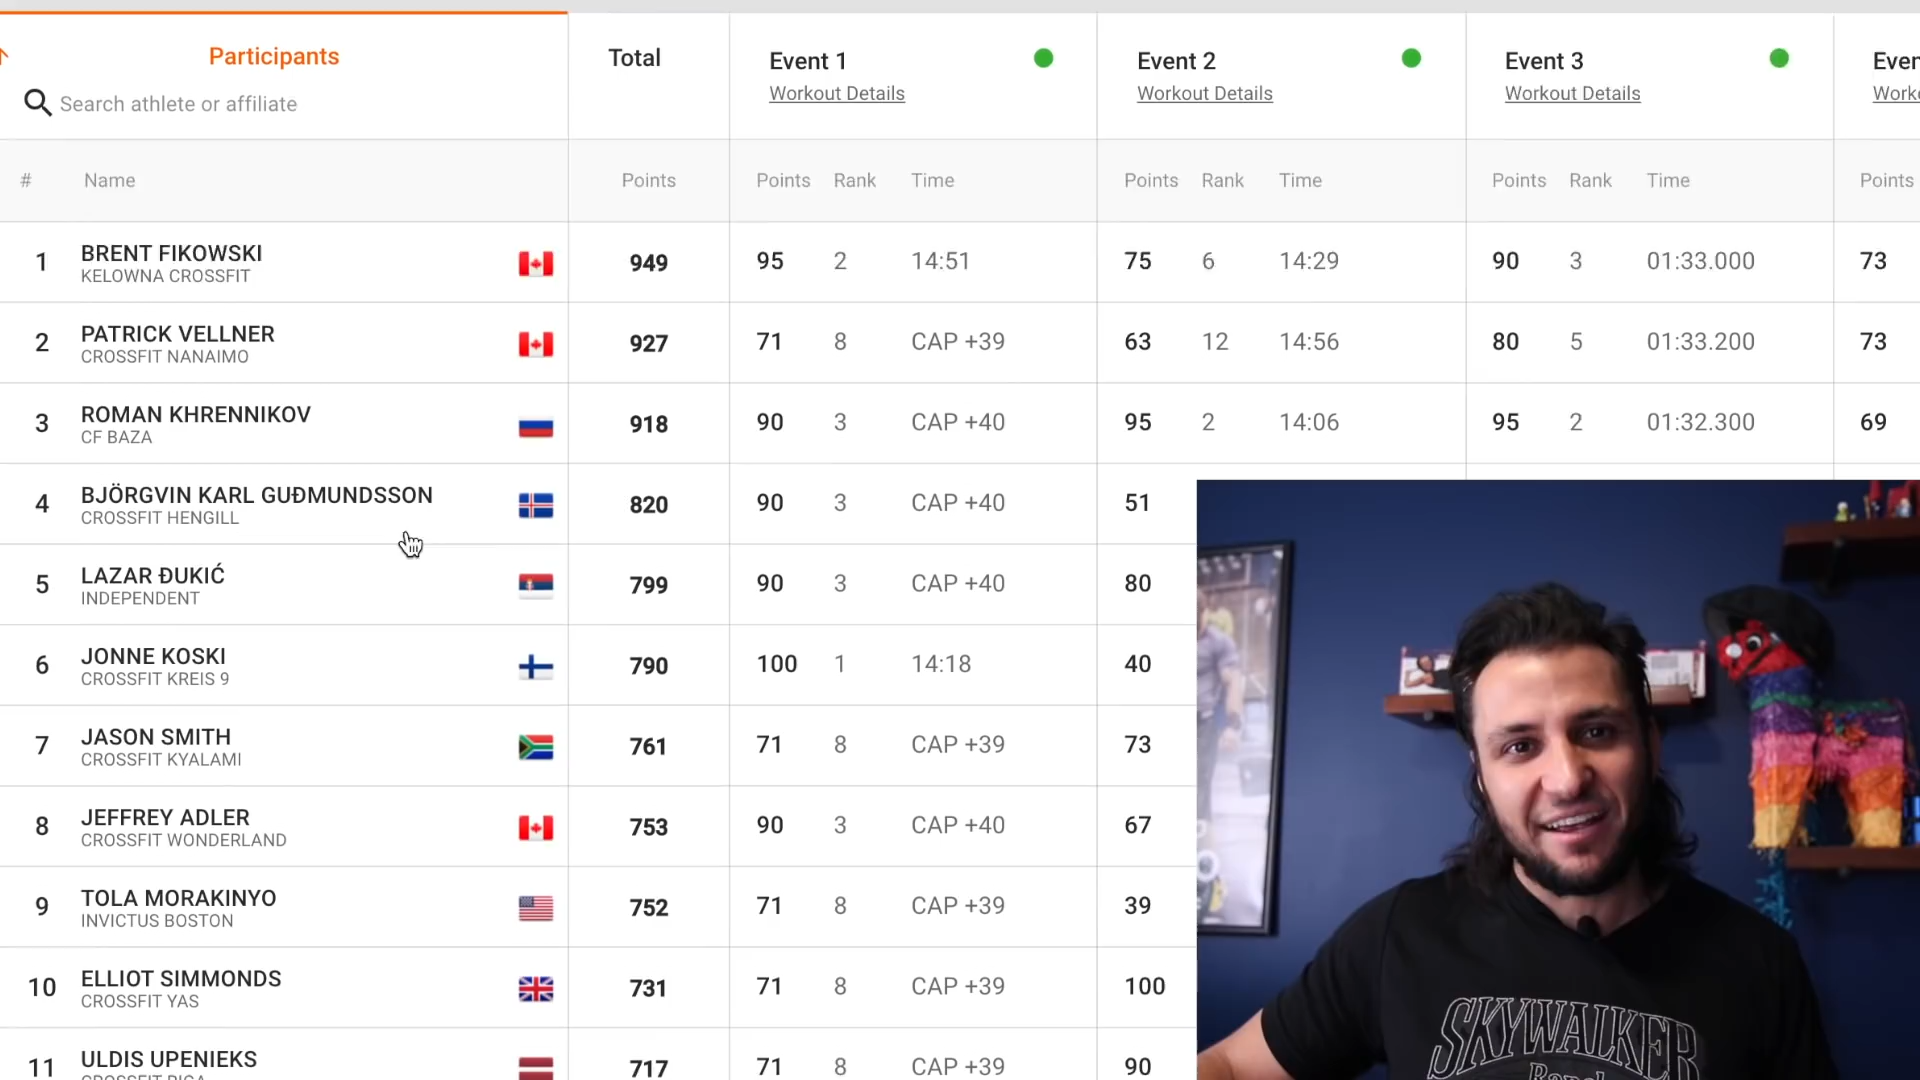 Participants
Search athlete or affiliate
Total
Event 1
Workout Details
Event 2
Workout Details
Event 3
Workout Details
# Name Points Points Rank Time Points Rank Time Points Rank Time Points
1 BRENT FIKOWSKI 949 95 2 14:51 75 6 14:29 90 3 01:33.000 73
KELOWNA CROSSFIT
2 PATRICK VELLNER 927 71 8 CAP +39 63 12 14:56 80 5 01:33.200 73
CROSSFIT NANAIMO
3 ROMAN KHRENNIKOV 918 90 3 CAP +40 95 2 14:06 95 2 01:32.300 69
CF BAZA
4 BJÖRGVIN KARL GUÐMUNDSSON 820 90 3 CAP +40 51
CROSSFIT HENGILL
5 LAZAR ĐUKIĆ 799 90 3 CAP +40 80
INDEPENDENT
6 JONNE KOSKI 790 100 1 14:18 40
CROSSFIT KREIS 9
7 JASON SMITH 761 71 8 CAP +39 73
CROSSFIT KYALAMI
8 JEFFREY ADLER 753 90 3 CAP +40 67
CROSSFIT WONDERLAND
9 TOLA MORAKINYO 752 71 8 CAP +39 39
INVICTUS BOSTON
10 ELLIOT SIMMONDS 731 71 8 CAP +39 100
CROSSFIT YAS
11 ULDIS UPENIEKS 717 71 8 CAP +39 90
SKYWALKER